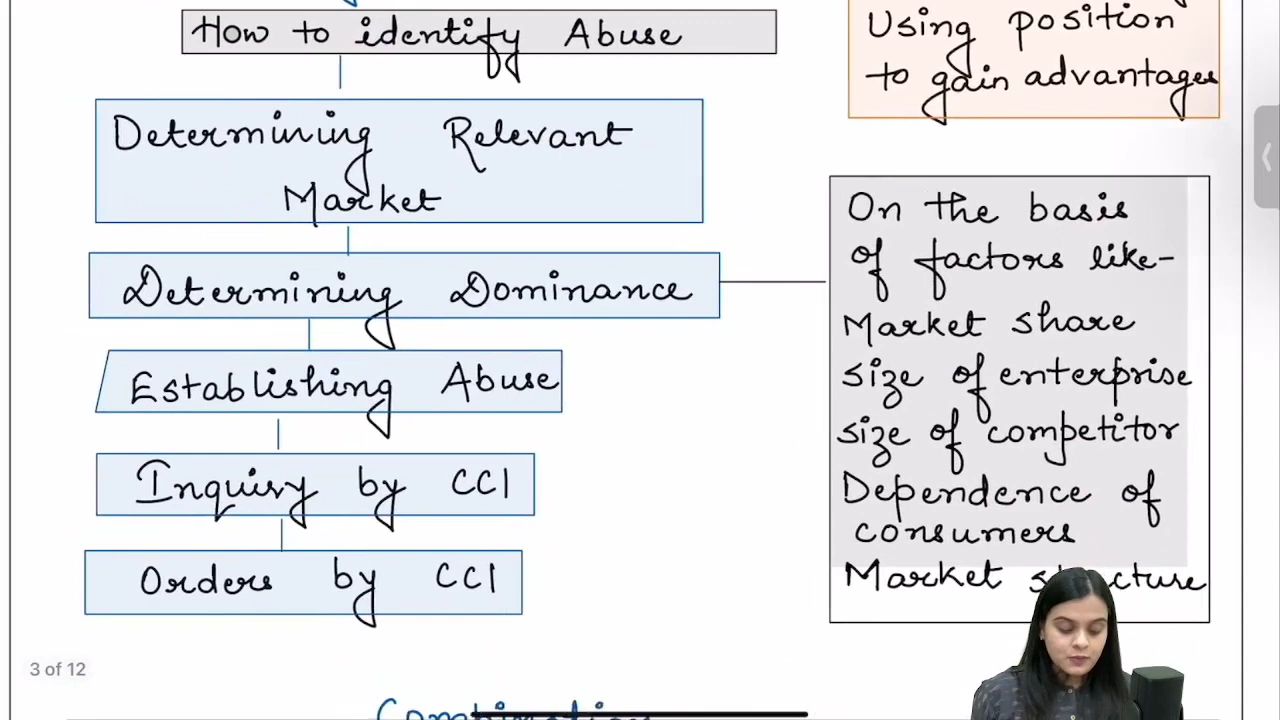 How to identify Abuse
Determining Relevant
Market
Determining Dominance
Establishing Abuse
Inquiry by CCI
Orders by CCI
Using position
to gain advantages
On the basis
of factors like-
Market share
size of enterprise
size of competitor
Dependence of
consumers
Market structure
3 of 12
Combination